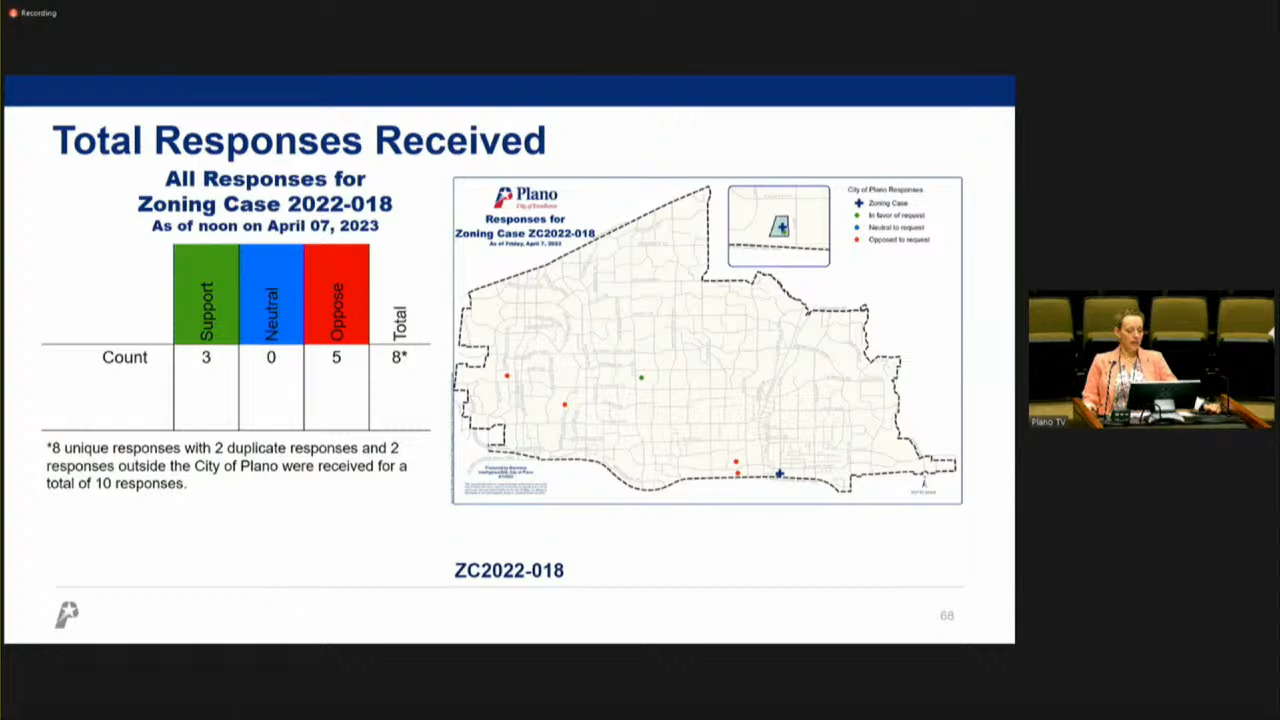 Recording
Total Responses Received
All Responses for
Zoning Case 2022-018
As of noon on April 07, 2023
Support
Neutral
Oppose
Total
Count
3
0
5
8*
*8 unique responses with 2 duplicate responses and 2
responses outside the City of Plano were received for a
total of 10 responses.
Plano
City of Excellence
Responses for
Zoning Case ZC2022-018
As of Friday, April 7, 2023
City of Plano Responses
Zoning Case
In favor of request
Neutral to request
Opposed to request
ZC2022-018
68
Plano TV